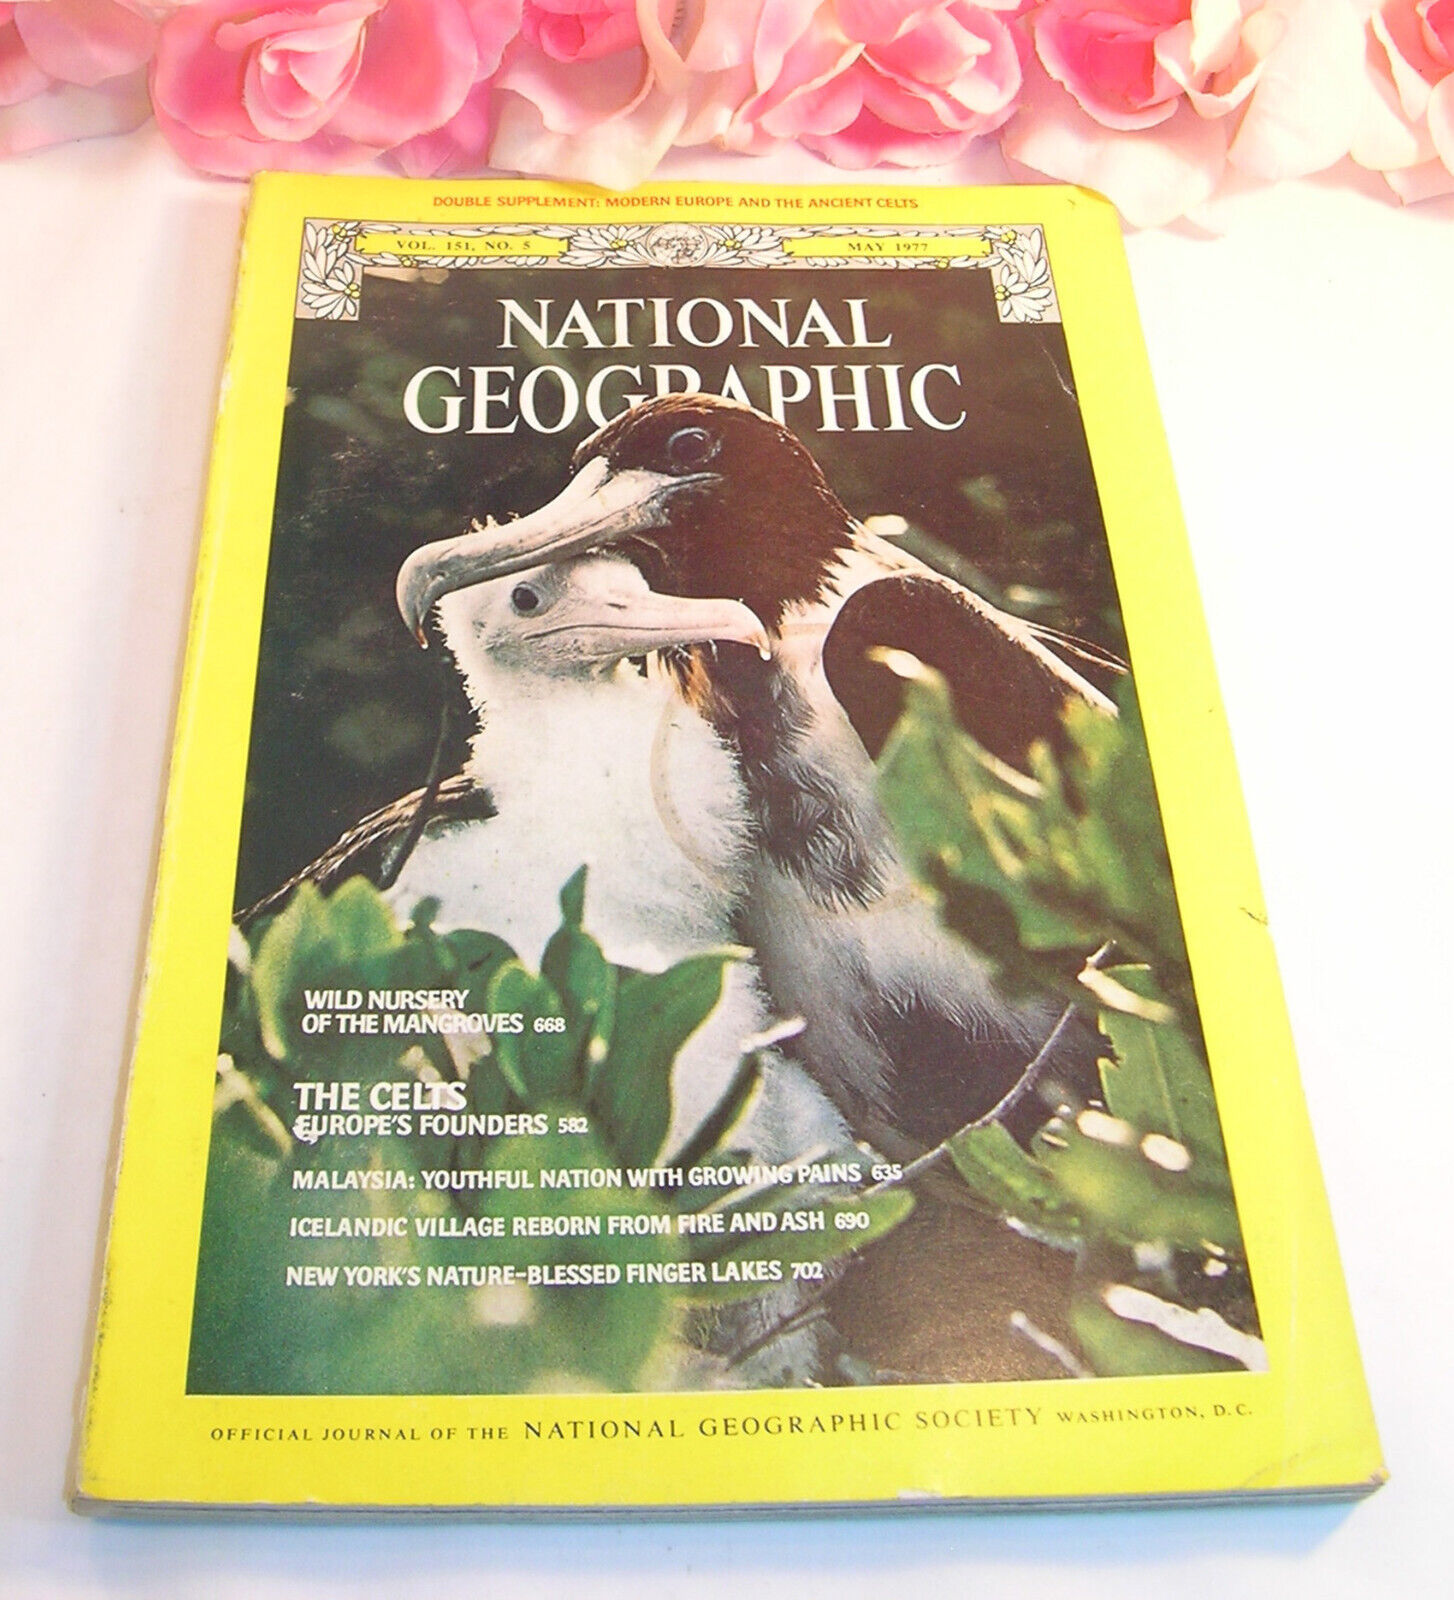 DOUBLE SUPPLEMENT: MODERN EUROPE AND THE ANCIENT CELTS
VOL. 151, NO. 5
MAY 1977
NATIONAL
GEOGRAPHIC
WILD NURSERY
OF THE MANGROVES 668
THE CELTS
EUROPE'S FOUNDERS 582
MALAYSIA: YOUTHFUL NATION WITH GROWING PAINS 635
ICELANDIC VILLAGE REBORN FROM FIRE AND ASH 690
NEW YORK'S NATURE-BLESSED FINGER LAKES 702
OFFICIAL JOURNAL OF THE NATIONAL GEOGRAPHIC SOCIETY WASHINGTON, D.C.